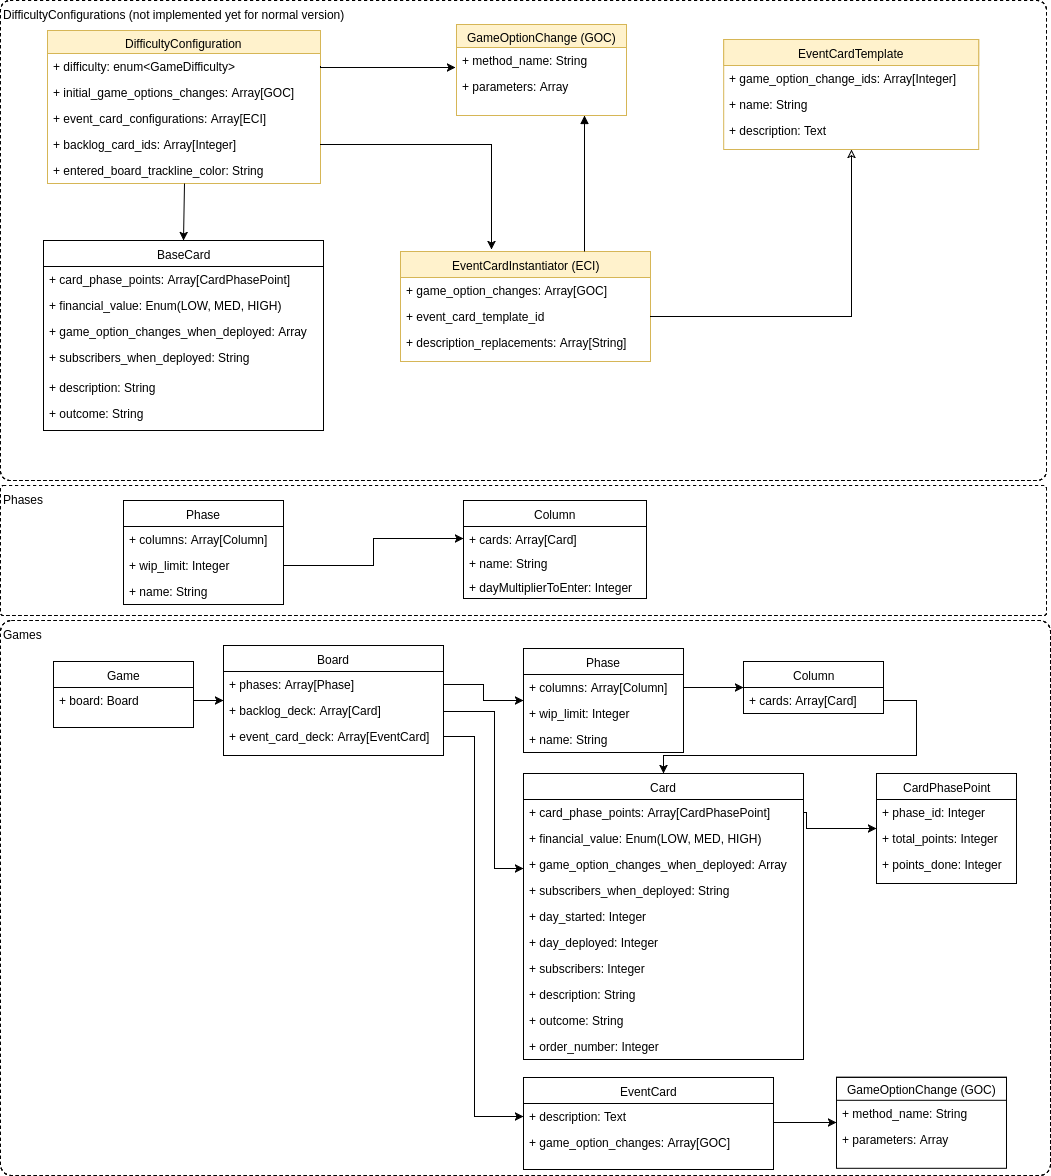 DifficultyConfigurations (not implemented yet for normal version)
DifficultyConfiguration
+ difficulty: enum<GameDifficulty>
+ initial_game_options_changes: Array[GOC]
+ event_card_configurations: Array[ECI]
+ backlog_card_ids: Array[Integer]
+ entered_board_trackline_color: String
GameOptionChange (GOC)
+ method_name: String
+ parameters: Array
EventCardTemplate
+ game_option_change_ids: Array[Integer]
+ name: String
+ description: Text
BaseCard
+ card_phase_points: Array[CardPhasePoint]
+ financial_value: Enum(LOW, MED, HIGH)
+ game_option_changes_when_deployed: Array
+ subscribers_when_deployed: String
+ description: String
+ outcome: String
EventCardInstantiator (ECI)
+ game_option_changes: Array[GOC]
+ event_card_template_id
+ description_replacements: Array[String]
Phases
Phase
+ columns: Array[Column]
+ wip_limit: Integer
+ name: String
Column
+ cards: Array[Card]
+ name: String
+ dayMultiplierToEnter: Integer
Games
Game
+ board: Board
Board
+ phases: Array[Phase]
+ backlog_deck: Array[Card]
+ event_card_deck: Array[EventCard]
Phase
+ columns: Array[Column]
+ wip_limit: Integer
+ name: String
Column
+ cards: Array[Card]
Card
+ card_phase_points: Array[CardPhasePoint]
+ financial_value: Enum(LOW, MED, HIGH)
+ game_option_changes_when_deployed: Array
+ subscribers_when_deployed: String
+ day_started: Integer
+ day_deployed: Integer
+ subscribers: Integer
+ description: String
+ outcome: String
+ order_number: Integer
CardPhasePoint
+ phase_id: Integer
+ total_points: Integer
+ points_done: Integer
EventCard
+ description: Text
+ game_option_changes: Array[GOC]
GameOptionChange (GOC)
+ method_name: String
+ parameters: Array